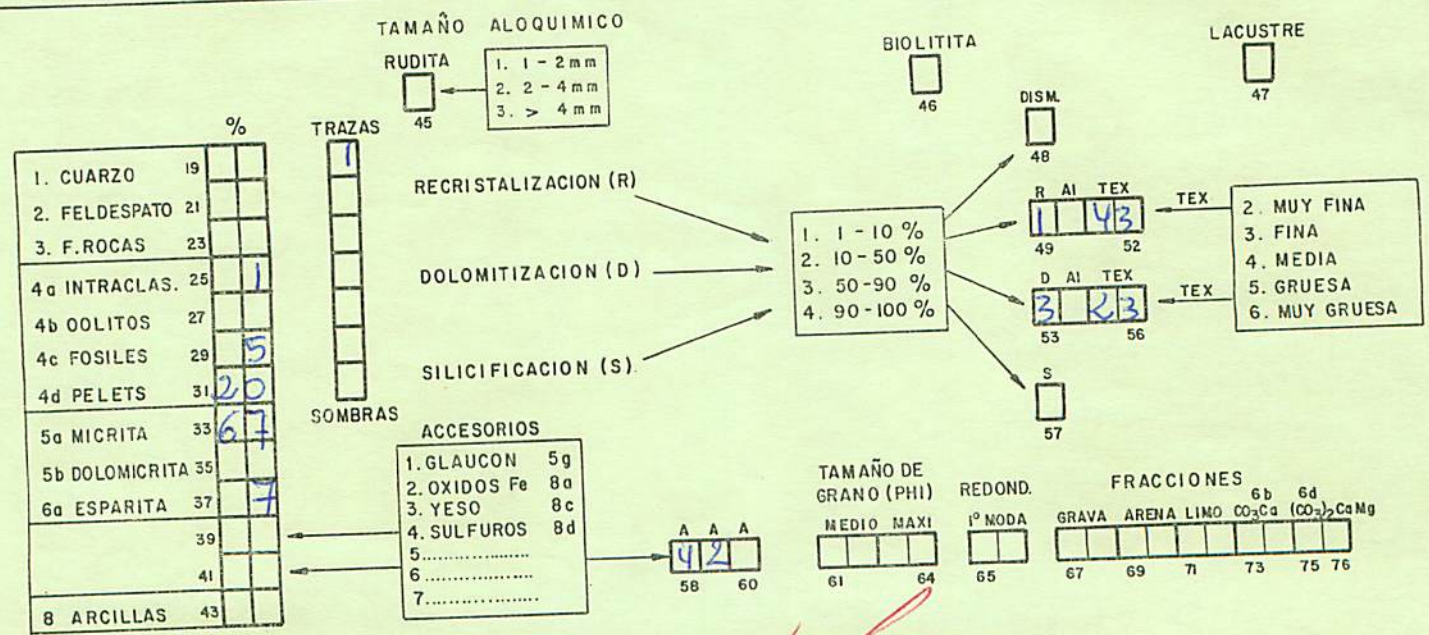 TAMAÑO ALOQUIMICO
RUDITA
45
1. 1 - 2 mm
2. 2 - 4 mm
3. > 4 mm
BIOLITITA
46
LACUSTRE
47
DISM.
48
%
1. CUARZO 19
2. FELDESPATO 21
3. F.ROCAS 23
4a INTRACLAS. 25 1
4b OOLITOS 27
4c FOSILES 29 5
4d PELETS 31 20
5a MICRITA 33 67
5b DOLOMICRITA 35
6a ESPARITA 37 7
39
41
8 ARCILLAS 43
TRAZAS
1
SOMBRAS
RECRISTALIZACION (R)
DOLOMITIZACION (D)
SILICIFICACION (S)
1. 1 - 10 %
2. 10 - 50 %
3. 50 - 90 %
4. 90 - 100 %
R AI TEX
1 43
49 52
D AI TEX
3 23
53 56
S
57
TEX
TEX
2. MUY FINA
3. FINA
4. MEDIA
5. GRUESA
6. MUY GRUESA
ACCESORIOS
1. GLAUCON 5g
2. OXIDOS Fe 8a
3. YESO 8c
4. SULFUROS 8d
5..................
6..................
7..................
A A A
4 2
58 60
TAMAÑO DE
GRANO (PHI)
MEDIO MAXI
61 64
REDOND.
1º MODA
65
FRACCIONES
6b 6d
GRAVA ARENA LIMO CO3Ca (CO3)2CaMg
67 69 71 73 75 76